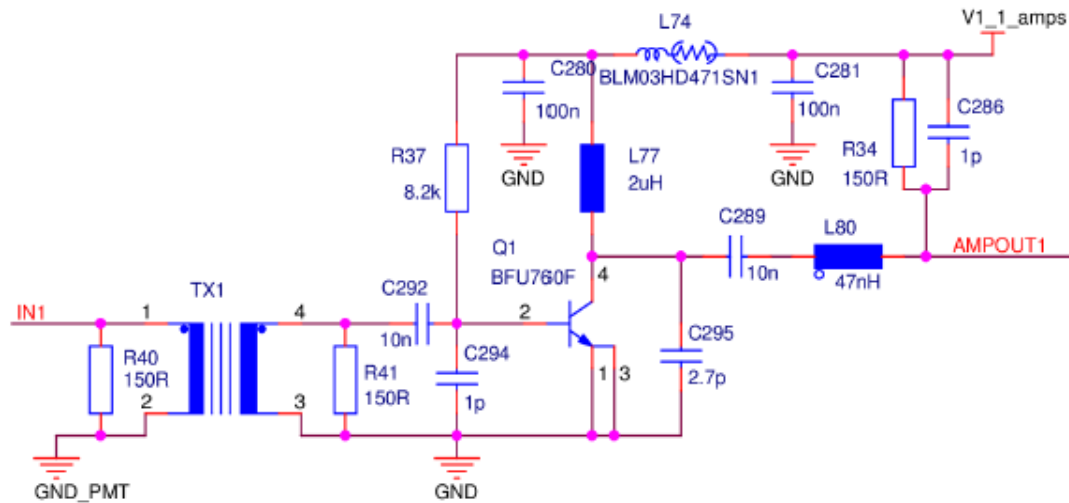 L74
V1_1_amps
C280
BLM03HD471SN1
C281
100n
100n
C286
R37
L77
R34
1p
8.2k
GND
2uH
GND
150R
C289
L80
Q1
AMPOUT1
BFU760F
4
10n
47nH
TX1
C292
IN1
1
4
2
10n
C294
C295
R40
R41
1
3
150R
150R
1p
2.7p
2
3
GND_PMT
GND